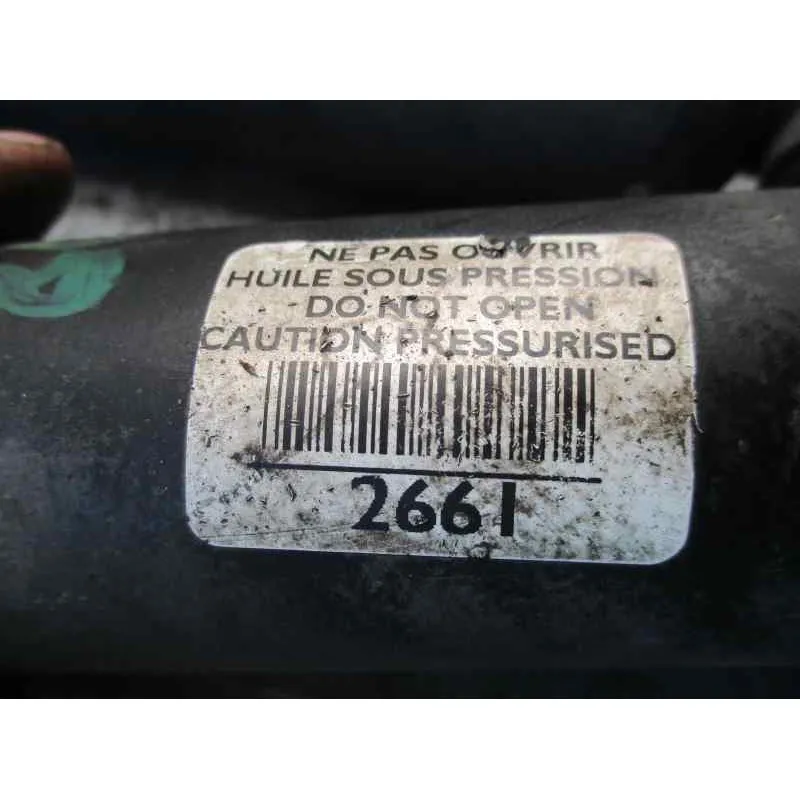 NE PAS OUVRIR
HUILE SOUS PRESSION
DO NOT OPEN
CAUTION PRESSURISED
2661